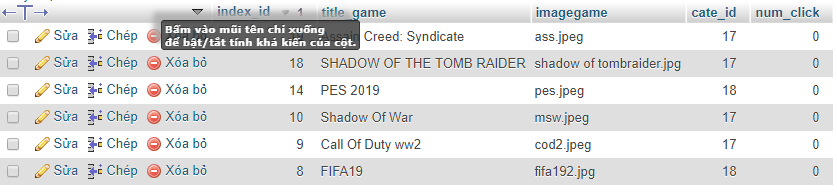 index_id 1 title_game imagegame cate_id num_click
Bấm vào mũi tên chỉ xuống
để bật/tắt tính khả kiến của cột.
Sửa Chép Creed: Syndicate ass.jpeg 17 0
Sửa Chép Xóa bỏ 18 SHADOW OF THE TOMB RAIDER shadow of tombraider.jpg 17 0
Sửa Chép Xóa bỏ 14 PES 2019 pes.jpeg 18 0
Sửa Chép Xóa bỏ 10 Shadow Of War msw.jpeg 17 0
Sửa Chép Xóa bỏ 9 Call Of Duty ww2 cod2.jpeg 17 0
Sửa Chép Xóa bỏ 8 FIFA19 fifa192.jpg 18 0